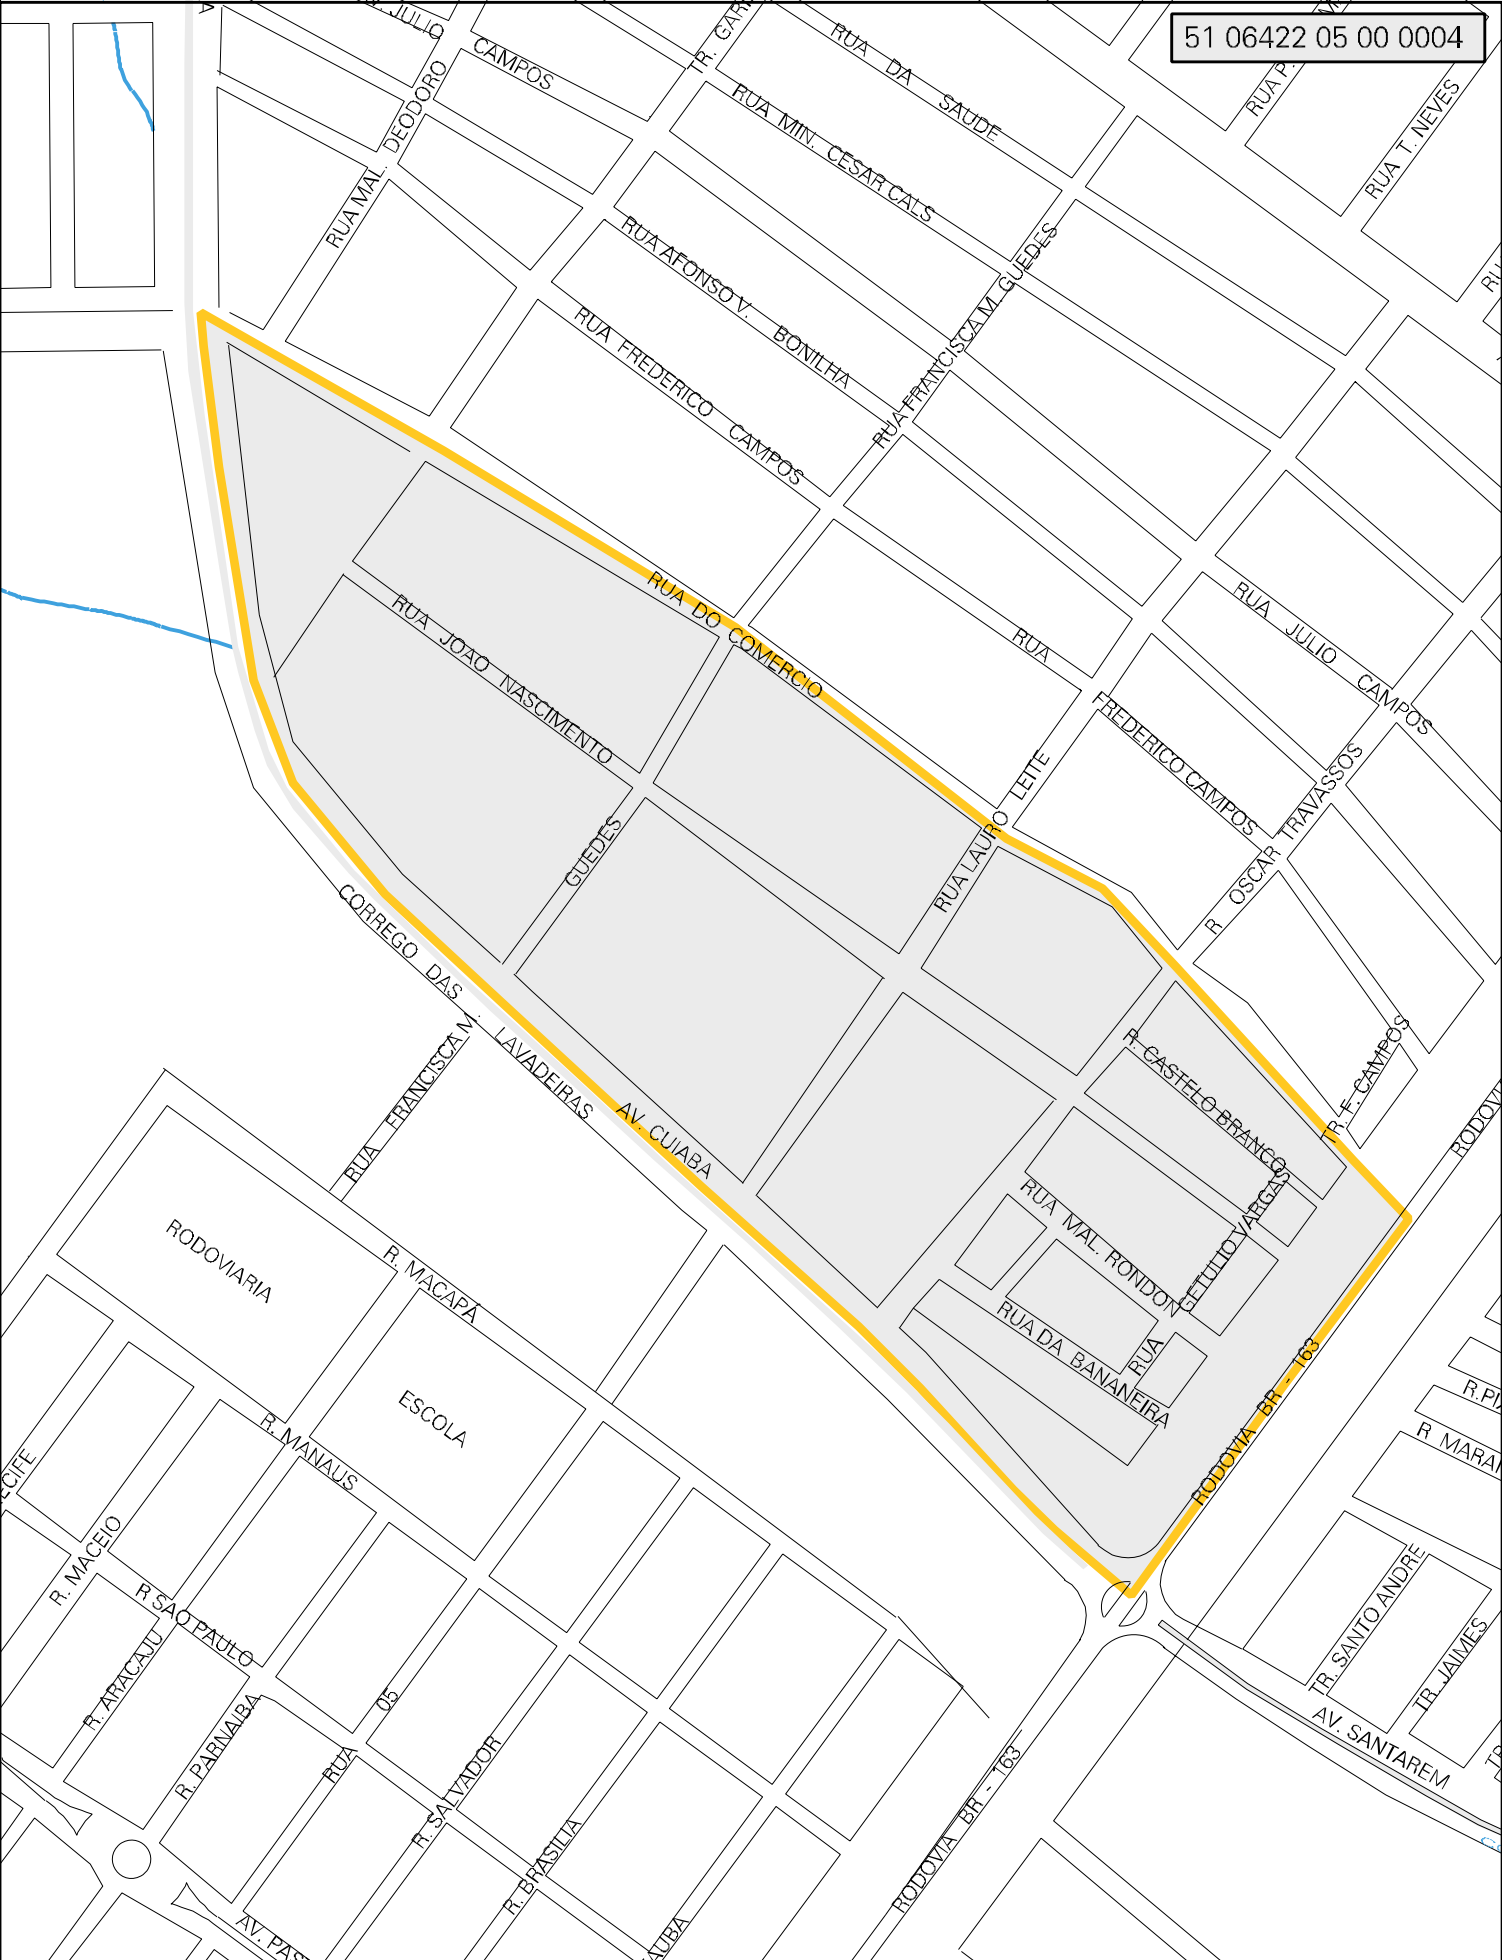 51 06422 05 00 0004
JULIO CAMPOS
RUA MAL. DEODORO
RUA DA SAUDE
RUA MIN. CESAR CALS
RUA T. NEVES
RUA P.
RUA AFONSO V. BONILHA
RUA FREDERICO CAMPOS
RUA FRANCISCA M. GUEDES
RUA DO COMERCIO
RUA JOAO NASCIMENTO
GUEDES
RUA LAURO LEITE
RUA
FREDERICO CAMPOS
RUA JULIO CAMPOS
R OSCAR TRAVASSOS
TR. F. CAMPOS
CORREGO DAS LAVADEIRAS
RUA FRANCISCA M.
AV. CUIABA
R. CASTELO BRANCO
RUA MAL. RONDON
RUA GETULIO VARGAS
RUA DA BANANEIRA
RODOVIA BR - 163
RODOVIARIA
R. MACAPÁ
ESCOLA
R. MANAUS
R. MACEIO
R SAO PAULO
R. ARACAJU
R. PARNAIBA
RUA 05
R. SALVADOR
R. BRASILIA
RODOVIA BR - 163
TR. SANTO ANDRE
TR. JAIMES
AV. SANTAREM